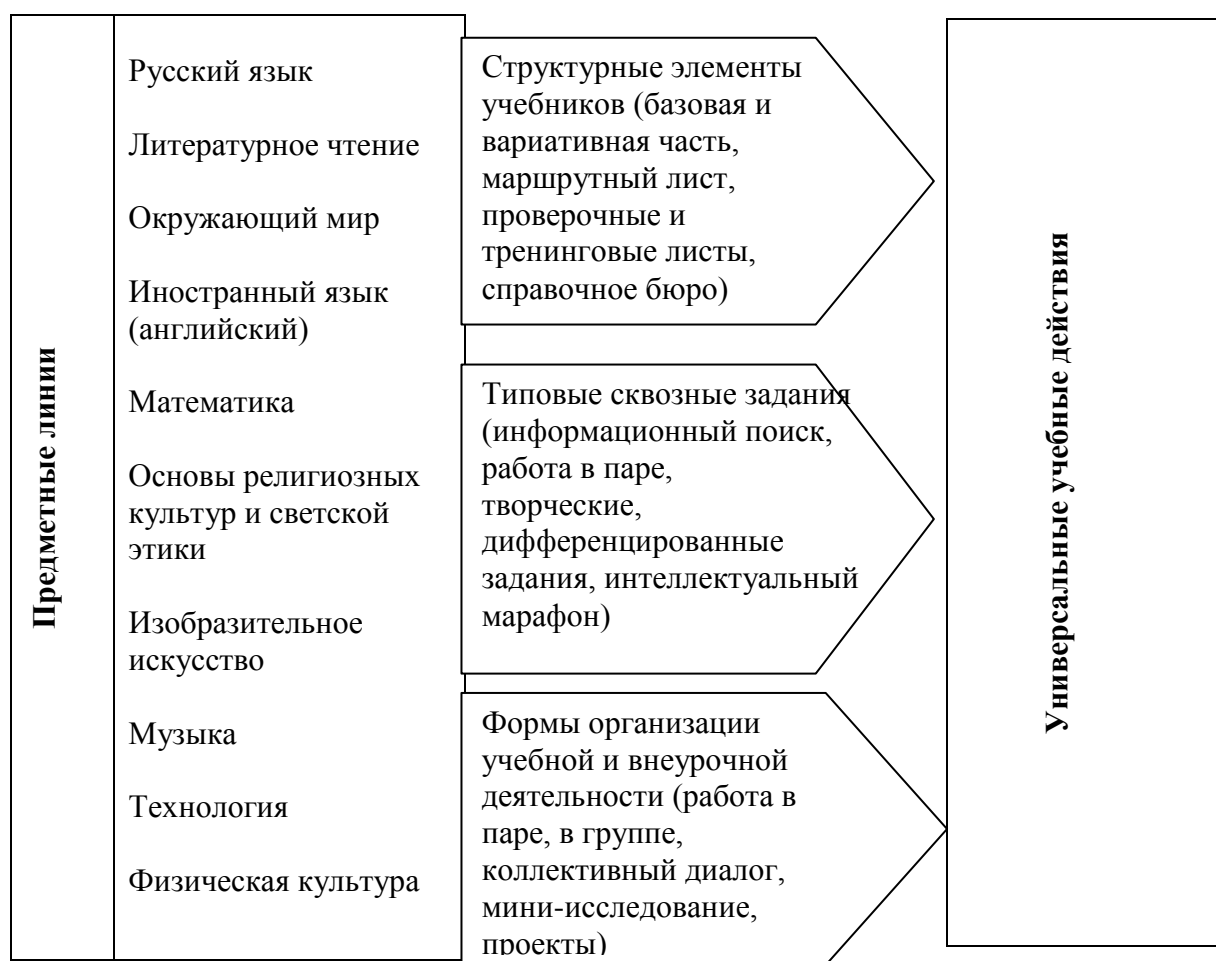 Предметные линии
Русский язык
Литературное чтение
Окружающий мир
Иностранный язык
(английский)
Математика
Основы религиозных
культур и светской
этики
Изобразительное
искусство
Музыка
Технология
Физическая культура
Структурные элементы
учебников (базовая и
вариативная часть,
маршрутный лист,
проверочные и
тренинговые листы,
справочное бюро)
Типовые сквозные задания
(информационный поиск,
работа в паре,
творческие,
дифференцированные
задания, интеллектуальный
марафон)
Формы организации
учебной и внеурочной
деятельности (работа в
паре, в группе,
коллективный диалог,
мини-исследование,
проекты)
Универсальные учебные действия